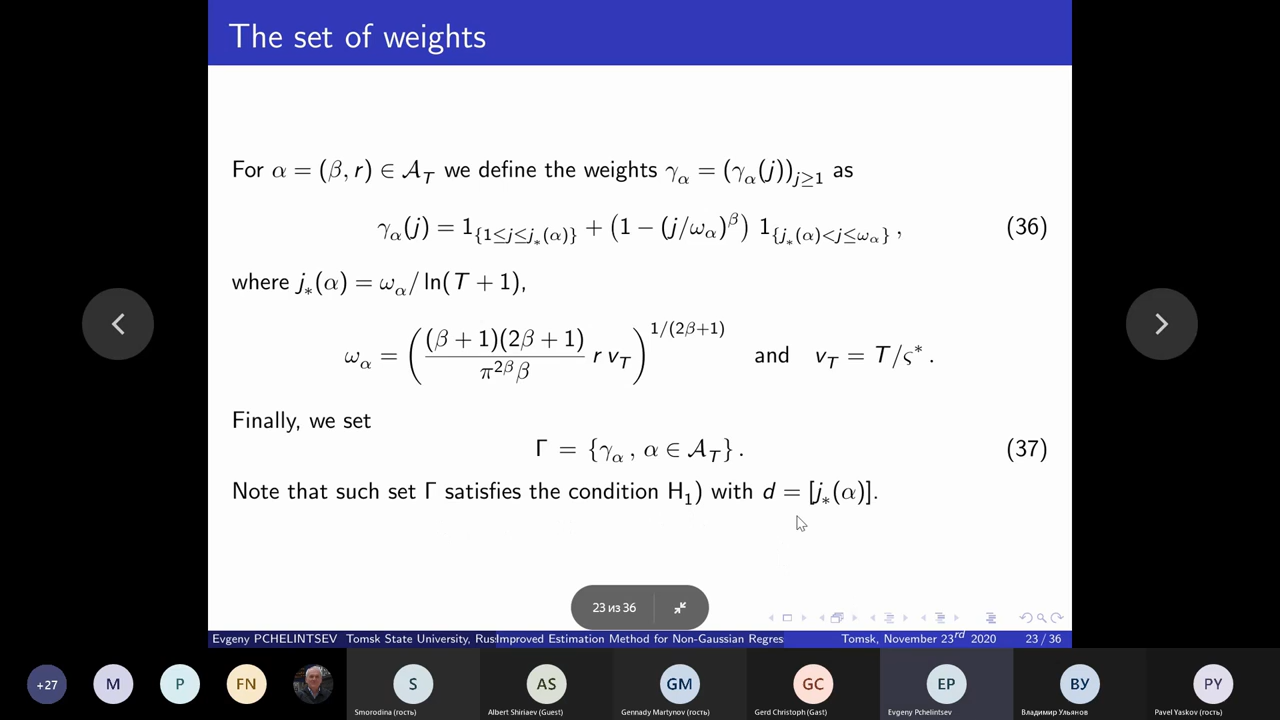 The set of weights
For α = (β, r) ∈ 𝒜_T we define the weights γ_α = (γ_α(j))_{j≥1} as
γ_α(j) = 1_{{1≤j≤j_*(α)}} + (1 − (j/ω_α)^β) 1_{{j_*(α)<j≤ω_α}} , (36)
where j_*(α) = ω_α/ ln(T + 1),
ω_α = ( (β + 1)(2β + 1) / π^{2β}β r v_T )^{1/(2β+1)} and v_T = T/ς^* .
Finally, we set
Γ = {γ_α , α ∈ 𝒜_T} . (37)
Note that such set Γ satisfies the condition H_1) with d = [j_*(α)].
23 из 36
Evgeny PCHELINTSEV Tomsk State University, Rus Improved Estimation Method for Non-Gaussian Regres Tomsk, November 23^{rd} 2020 23 / 36
+27 M P FN S AS GM GC EP ВУ PY
Smorodina (гость) Albert Shiriaev (Guest) Gennady Martynov (гость) Gerd Christoph (Gast) Evgeny Pchelintsev Владимир Ульянов Pavel Yaskov (гость)